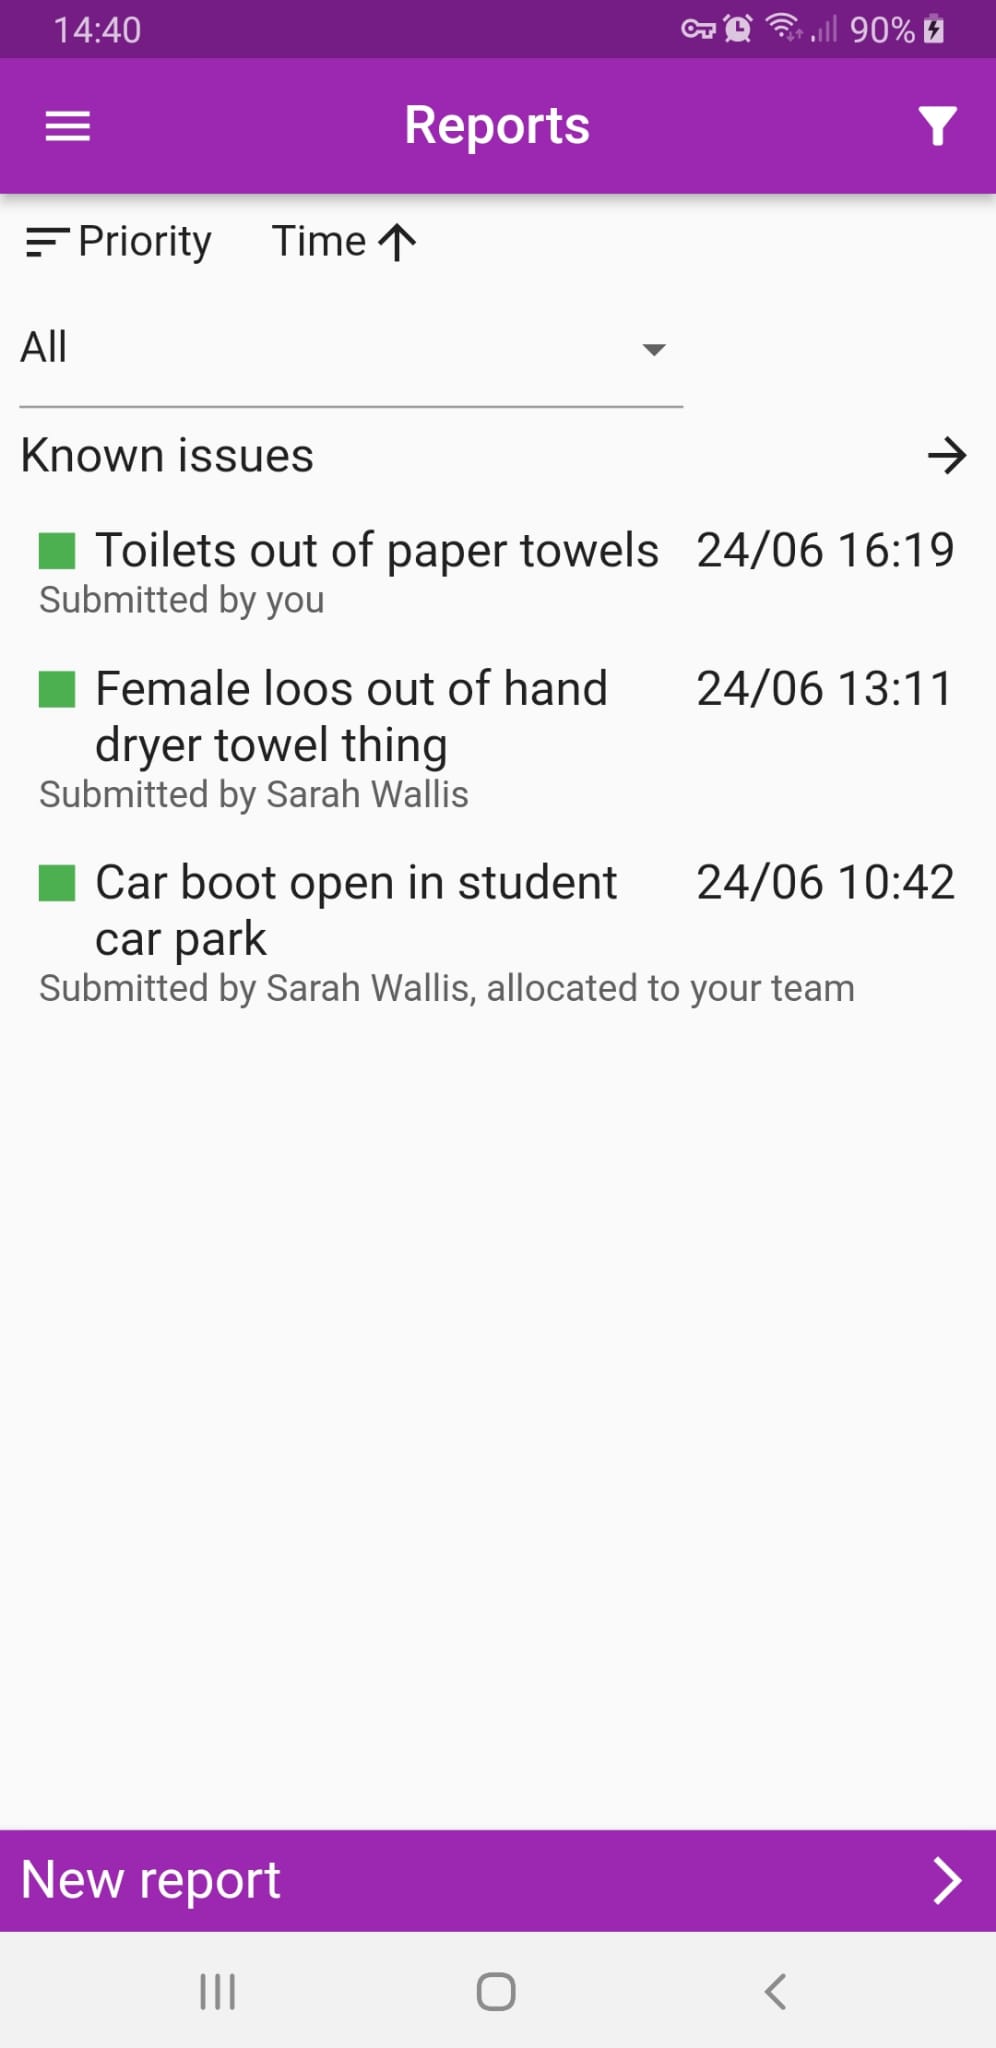 14:40 90%
Reports
Priority Time
All
Known issues
Toilets out of paper towels 24/06 16:19
Submitted by you
Female loos out of hand 24/06 13:11
dryer towel thing
Submitted by Sarah Wallis
Car boot open in student 24/06 10:42
car park
Submitted by Sarah Wallis, allocated to your team
New report